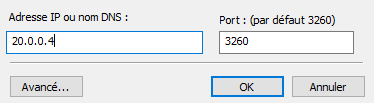 Adresse IP ou nom DNS : Port : (par défaut 3260)
20.0.0.4 3260
Avancé... OK Annuler